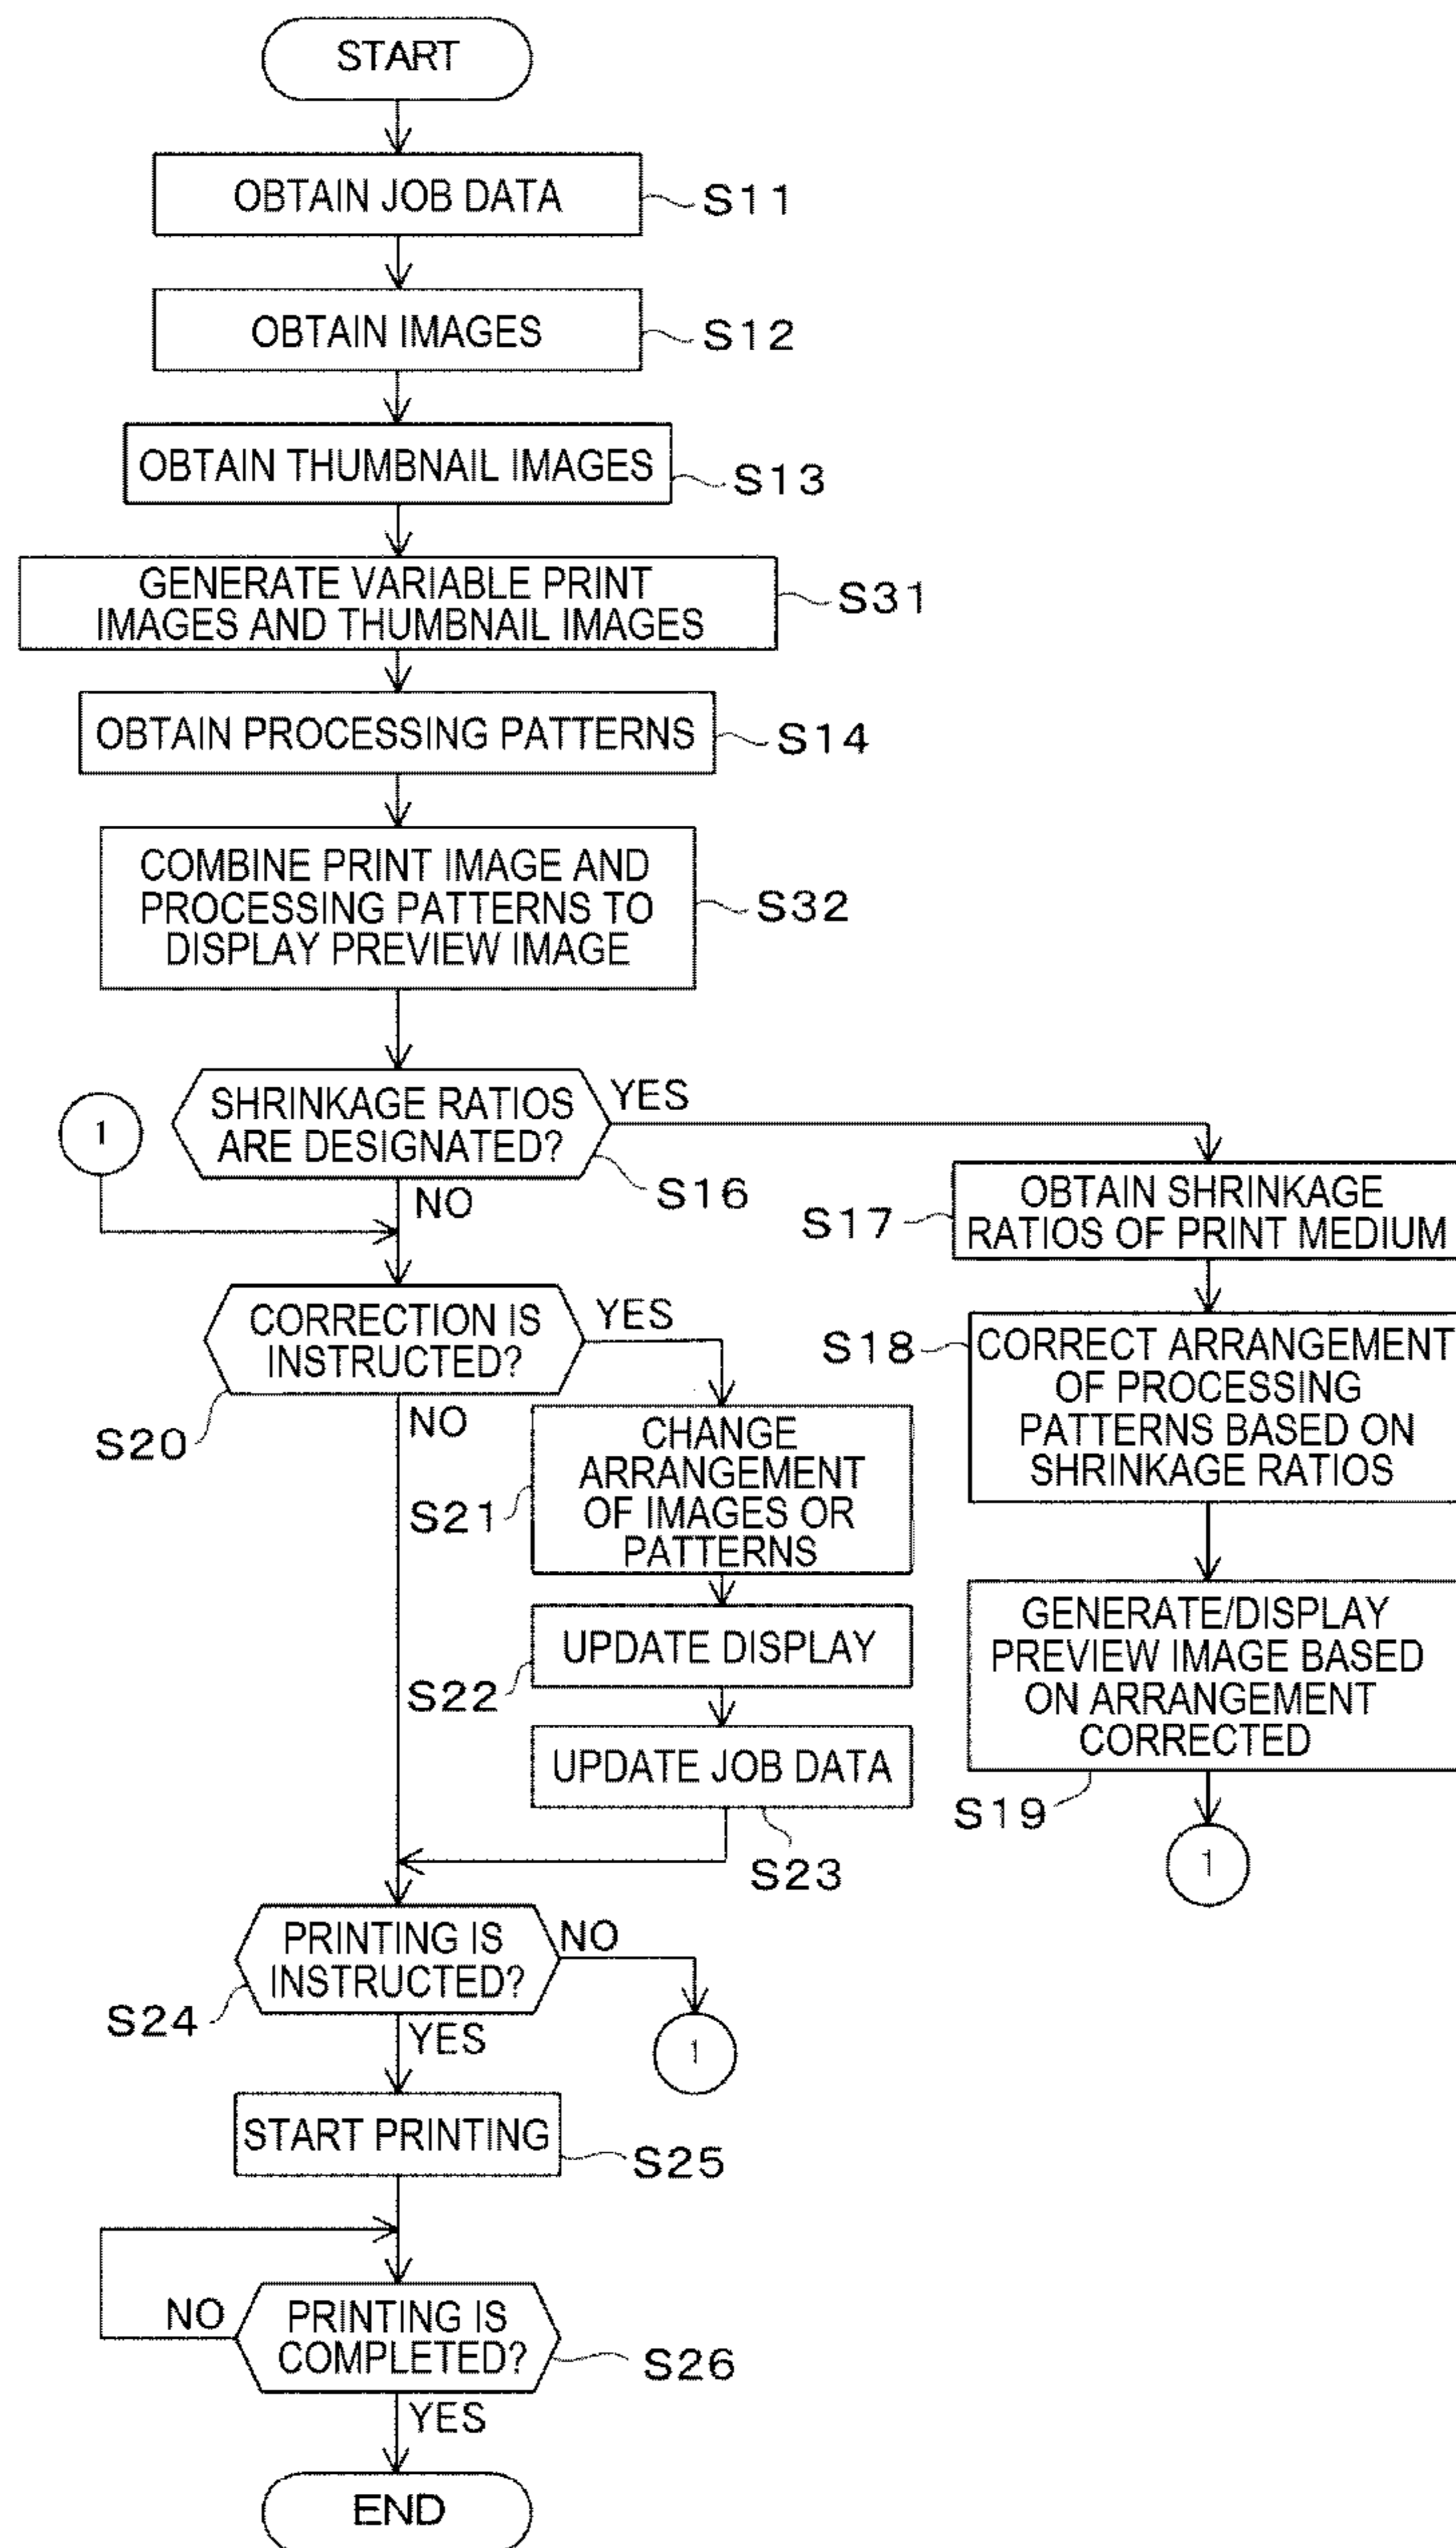 START
OBTAIN JOB DATA
S11
OBTAIN IMAGES
S12
OBTAIN THUMBNAIL IMAGES
S13
GENERATE VARIABLE PRINT
IMAGES AND THUMBNAIL IMAGES
S31
OBTAIN PROCESSING PATTERNS
S14
COMBINE PRINT IMAGE AND
PROCESSING PATTERNS TO
DISPLAY PREVIEW IMAGE
S32
1
SHRINKAGE RATIOS
ARE DESIGNATED?
YES
S16
NO
S17
OBTAIN SHRINKAGE
RATIOS OF PRINT MEDIUM
CORRECTION IS
INSTRUCTED?
YES
S20
NO
S18
CORRECT ARRANGEMENT
OF PROCESSING
PATTERNS BASED ON
SHRINKAGE RATIOS
S21
CHANGE
ARRANGEMENT
OF IMAGES OR
PATTERNS
S22
UPDATE DISPLAY
UPDATE JOB DATA
S23
GENERATE/DISPLAY
PREVIEW IMAGE BASED
ON ARRANGEMENT
CORRECTED
S19
1
PRINTING IS
INSTRUCTED?
NO
S24
YES
1
START PRINTING
S25
NO
PRINTING IS
COMPLETED?
S26
YES
END